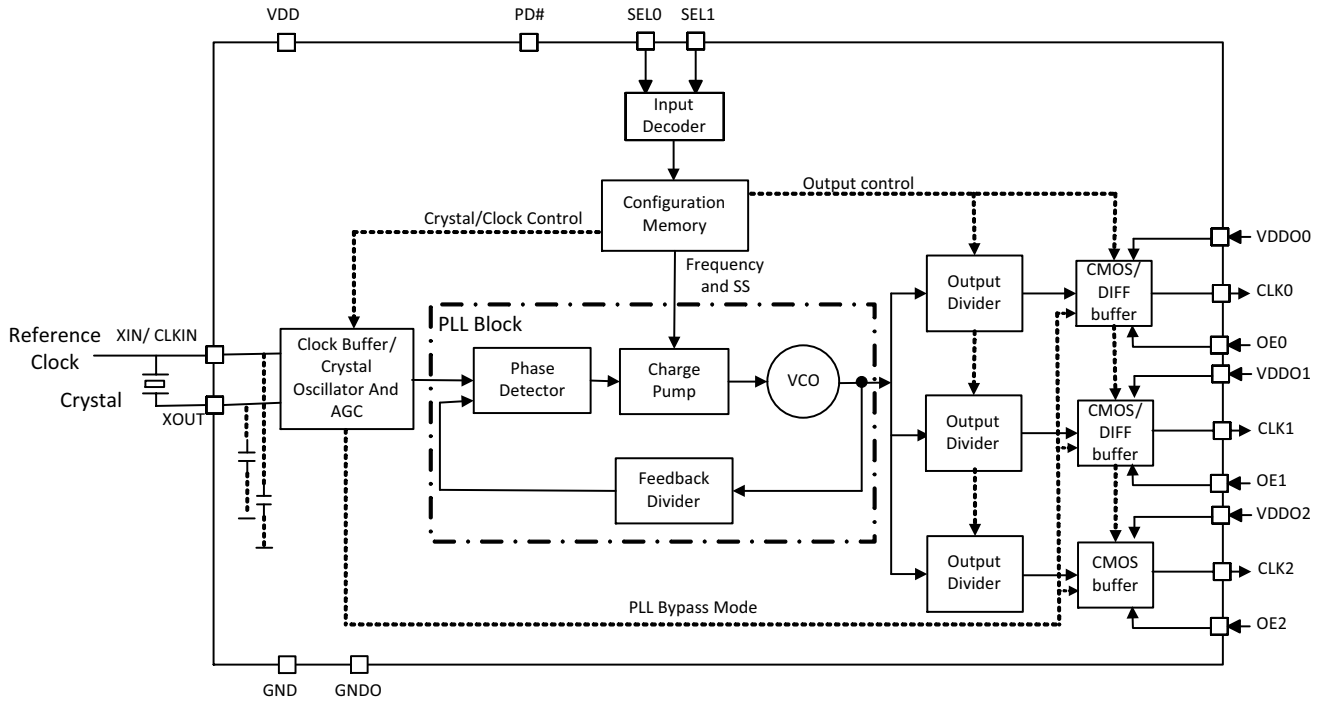 VDD
PD#
SEL0
SEL1
Input
Decoder
Configuration
Memory
Output control
Crystal/Clock Control
Frequency
and SS
VDDO0
CLK0
OE0
VDDO1
CLK1
OE1
VDDO2
CLK2
OE2
Output
Divider
CMOS/
DIFF
buffer
Reference
Clock
XIN/ CLKIN
Crystal
XOUT
Clock Buffer/
Crystal
Oscillator And
AGC
PLL Block
Phase
Detector
Charge
Pump
VCO
Feedback
Divider
Output
Divider
CMOS/
DIFF
buffer
Output
Divider
CMOS
buffer
PLL Bypass Mode
GND
GNDO